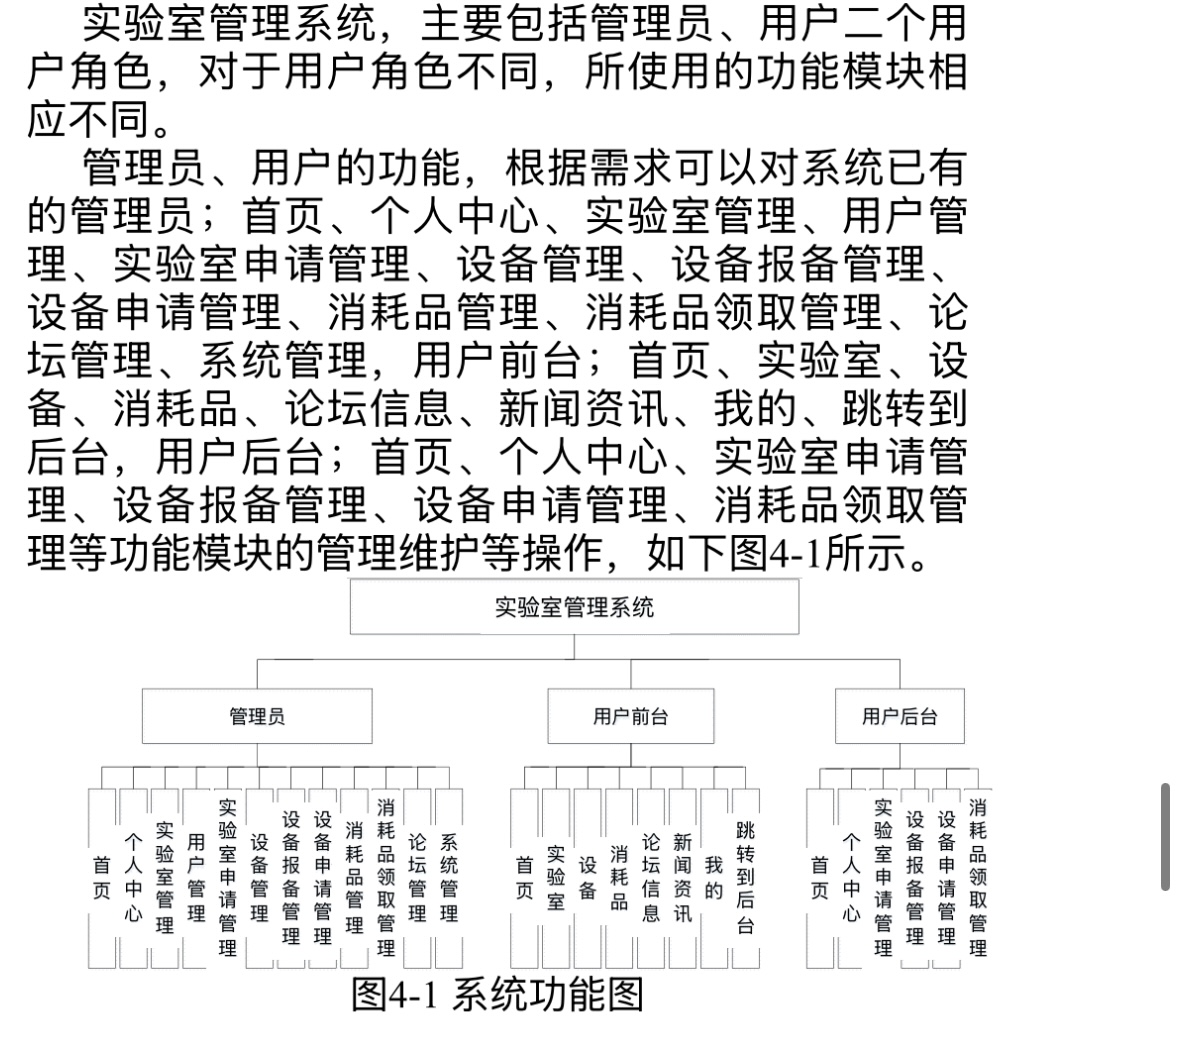 实验室管理系统，主要包括管理员、用户二个用
户角色，对于用户角色不同，所使用的功能模块相
应不同。
管理员、用户的功能，根据需求可以对系统已有
的管理员；首页、个人中心、实验室管理、用户管
理、实验室申请管理、设备管理、设备报备管理、
设备申请管理、消耗品管理、消耗品领取管理、论
坛管理、系统管理，用户前台；首页、实验室、设
备、消耗品、论坛信息、新闻资讯、我的、跳转到
后台，用户后台；首页、个人中心、实验室申请管
理、设备报备管理、设备申请管理、消耗品领取管
理等功能模块的管理维护等操作，如下图4-1所示。
实验室管理系统
管理员
用户前台
用户后台
首页
个人中心
实验室管理
用户管理
实验室申请管理
设备管理
设备报备管理
设备申请管理
消耗品管理
消耗品领取管理
论坛管理
系统管理
首页
实验室
设备
消耗品
论坛信息
新闻资讯
我的
跳转到后台
首页
个人中心
实验室申请管理
设备报备管理
设备申请管理
消耗品领取管理
图4-1 系统功能图